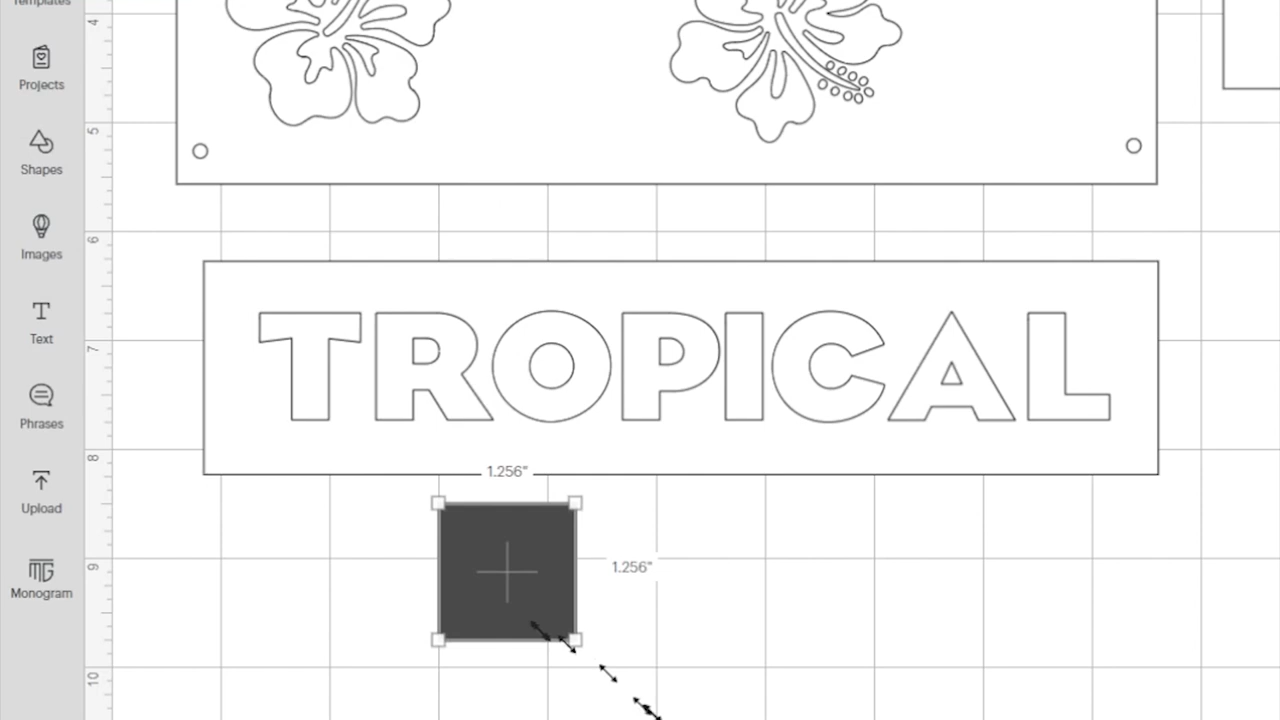 Templates
4
Projects
5
Shapes
6
Images
TROPICAL
Text
7
Phrases
8
1.256"
Upload
9
1.256"
Monogram
10